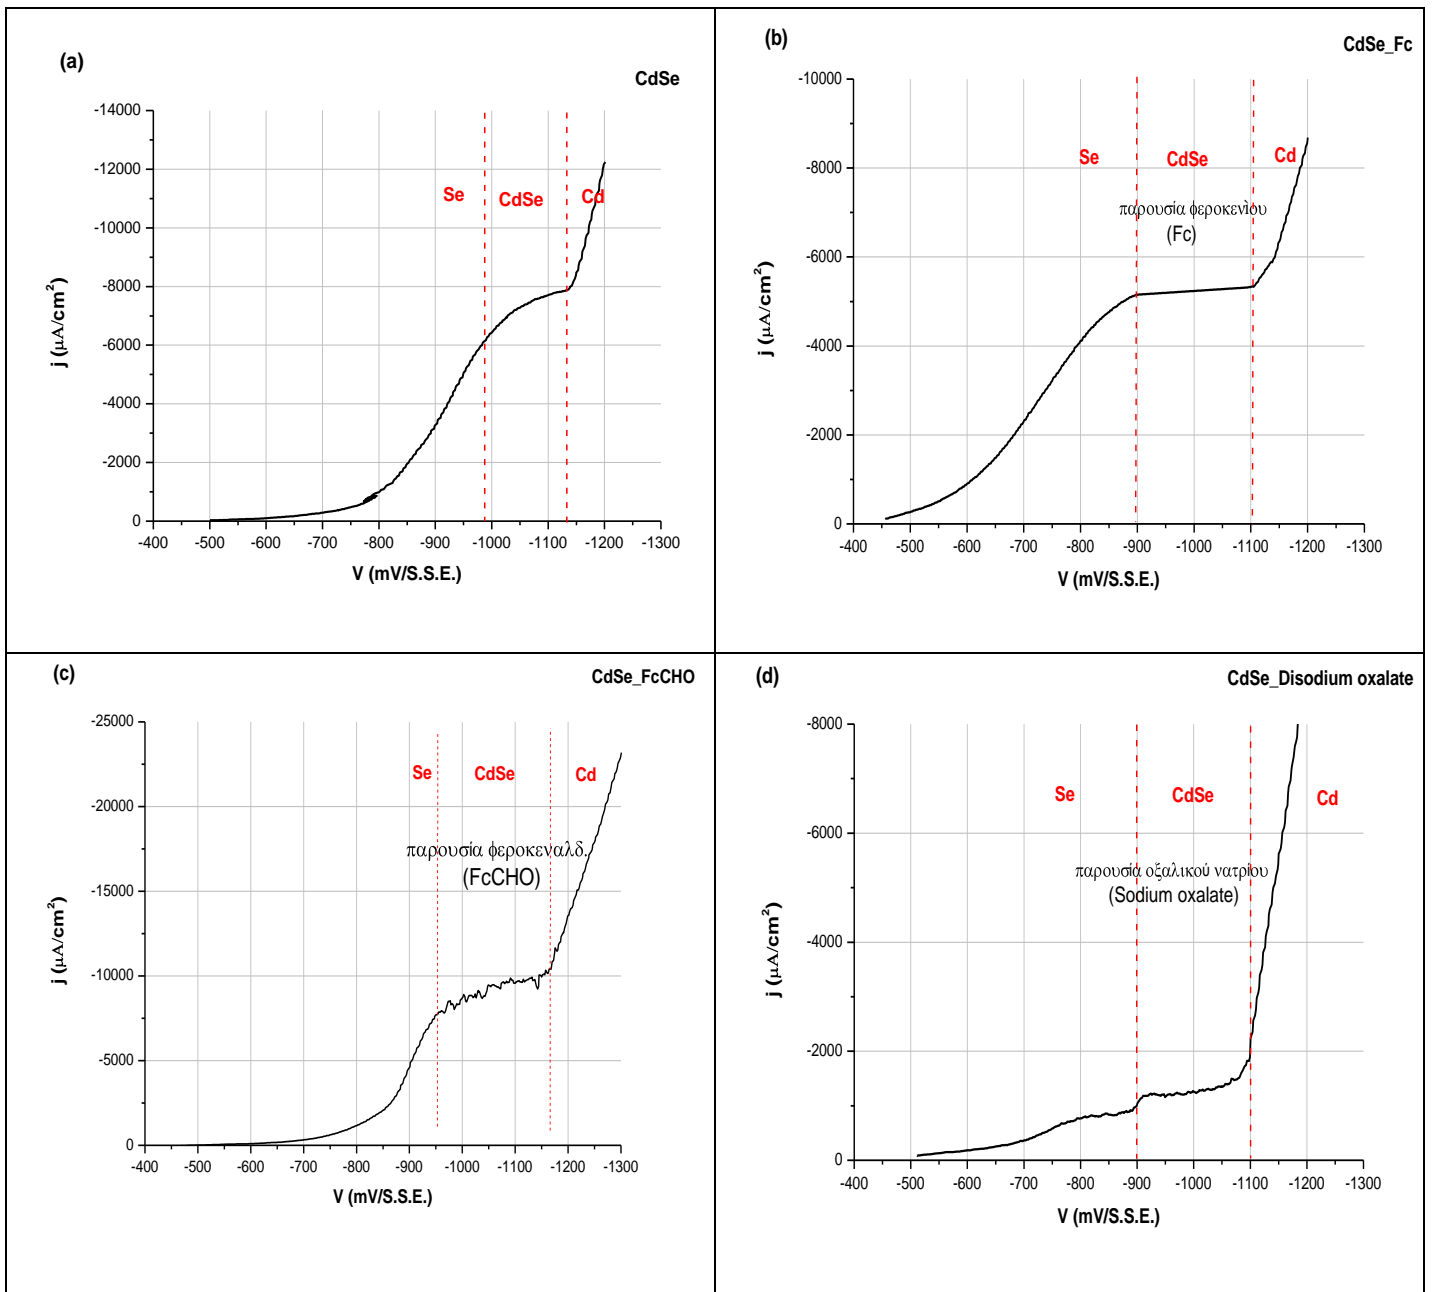 (a)
CdSe
-14000
-12000
-10000
-8000
-6000
-4000
-2000
0
j (μA/cm²)
Se
CdSe
Cd
-400 -500 -600 -700 -800 -900 -1000 -1100 -1200 -1300
V (mV/S.S.E.)
(b)
CdSe_Fc
-10000
-8000
-6000
-4000
-2000
0
j (μA/cm²)
Se
CdSe
Cd
παρουσία φεροκενίου
(Fc)
-400 -500 -600 -700 -800 -900 -1000 -1100 -1200 -1300
V (mV/S.S.E.)
(c)
CdSe_FcCHO
-25000
-20000
-15000
-10000
-5000
0
j (μA/cm²)
Se
CdSe
Cd
παρουσία φεροκεναλδ.
(FcCHO)
-400 -500 -600 -700 -800 -900 -1000 -1100 -1200 -1300
V (mV/S.S.E.)
(d)
CdSe_Disodium oxalate
-8000
-6000
-4000
-2000
0
j (μA/cm²)
Se
CdSe
Cd
παρουσία οξαλικού νατρίου
(Sodium oxalate)
-400 -500 -600 -700 -800 -900 -1000 -1100 -1200 -1300
V (mV/S.S.E.)